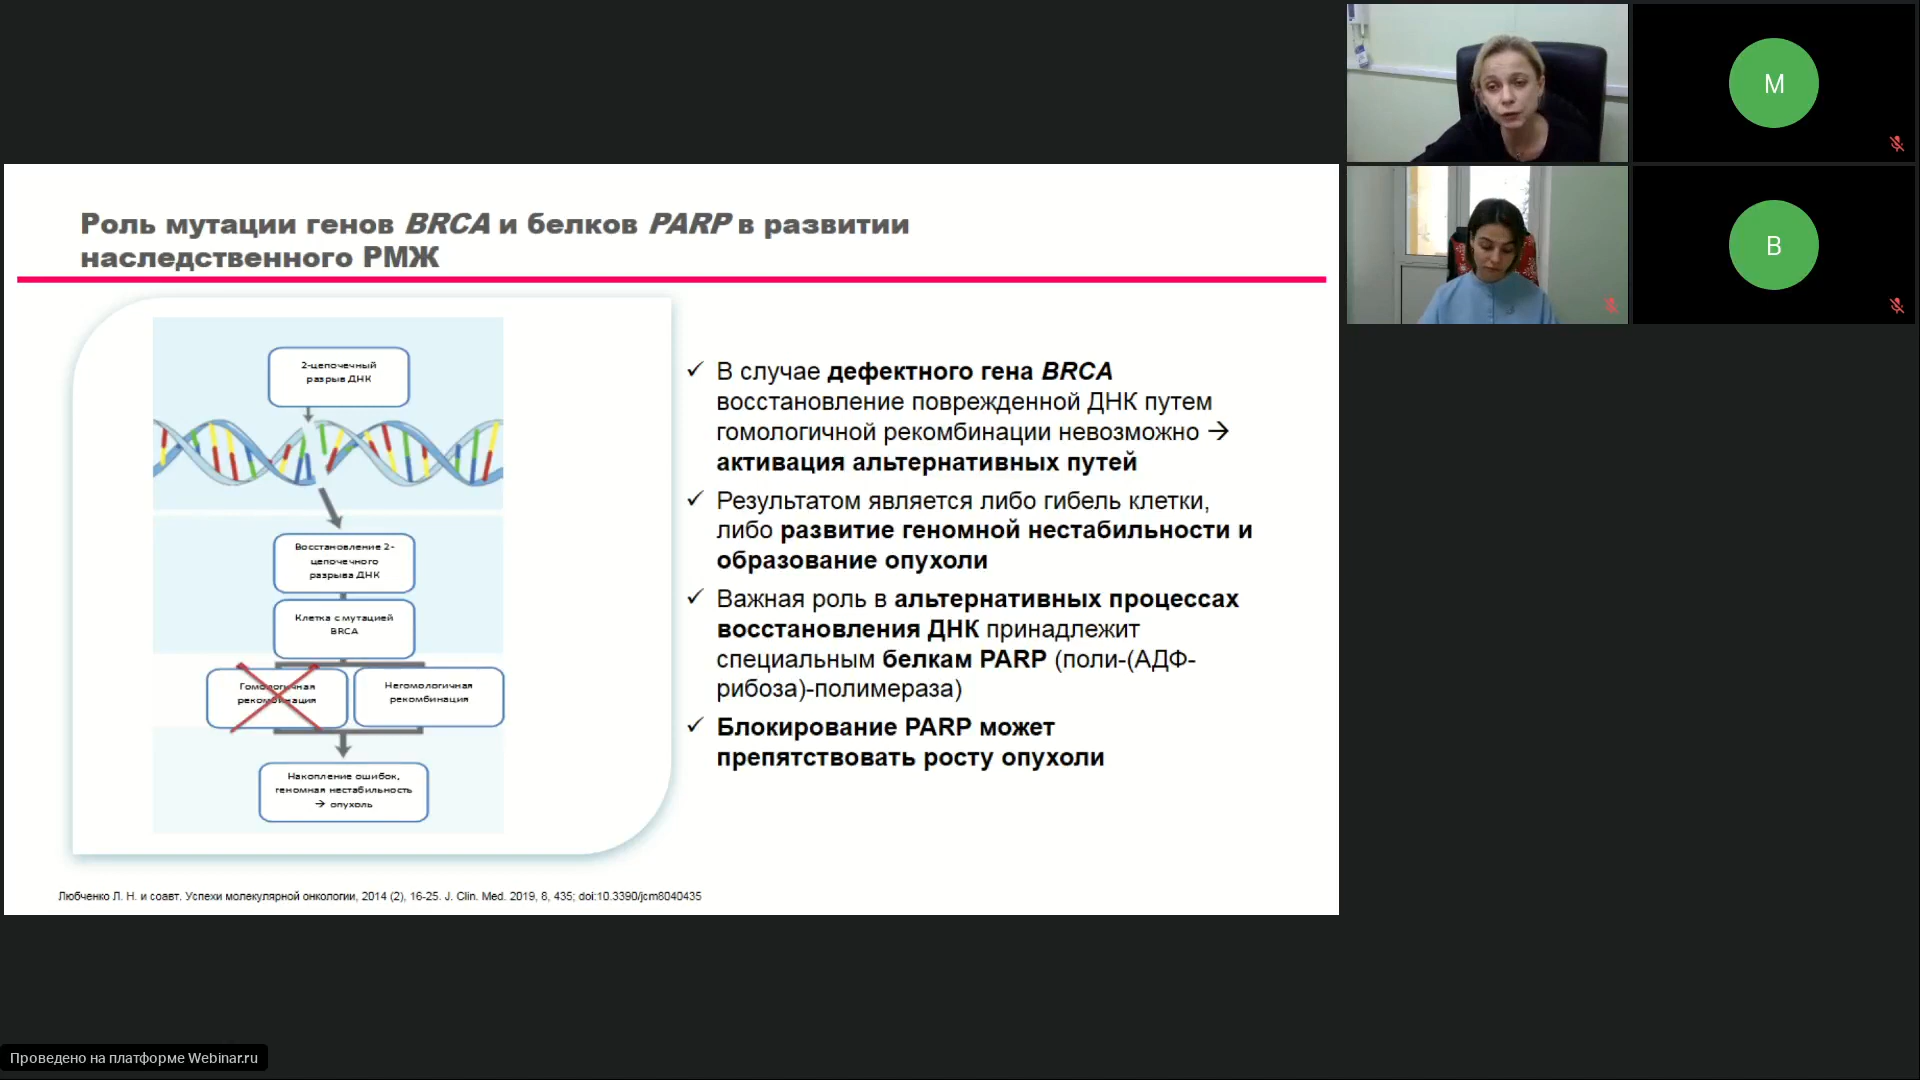 Роль мутации генов BRCA и белков PARP в развитии
наследственного РМЖ
2-цепочечный
разрыв ДНК
Восстановление 2-
цепочечного
разрыва ДНК
Клетка с мутацией
BRCA
Гомологичная
рекомбинация
Негомологичная
рекомбинация
Накопление ошибок,
геномная нестабильность
→ опухоль
✓ В случае дефектного гена BRCA
восстановление поврежденной ДНК путем
гомологичной рекомбинации невозможно →
активация альтернативных путей
✓ Результатом является либо гибель клетки,
либо развитие геномной нестабильности и
образование опухоли
✓ Важная роль в альтернативных процессах
восстановления ДНК принадлежит
специальным белкам PARP (поли-(АДФ-
рибоза)-полимераза)
✓ Блокирование PARP может
препятствовать росту опухоли
Любченко Л. Н. и соавт. Успехи молекулярной онкологии, 2014 (2), 16-25. J. Clin. Med. 2019, 8, 435; doi:10.3390/jcm8040435
M
B
Проведено на платформе Webinar.ru